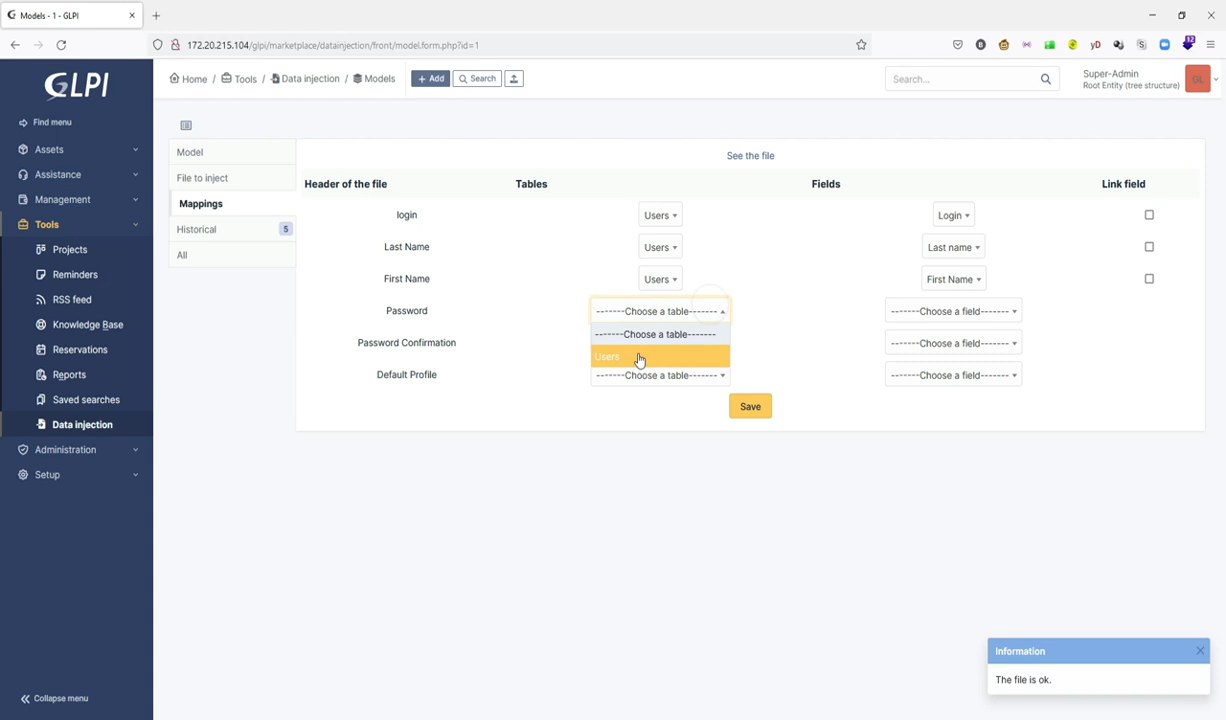 Models - 1 - GLPI
172.20.215.104/glpi/marketplace/datainjection/front/model.form.php?id=1
yD
12
GLPI
Home / Tools / Data injection / Models
+ Add
Search
Search...
Super-Admin
Root Entity (tree structure)
GL
Find menu
Assets
Assistance
Management
Tools
Projects
Reminders
RSS feed
Knowledge Base
Reservations
Reports
Saved searches
Data injection
Administration
Setup
Collapse menu
Model
File to inject
Mappings
Historical 5
All
See the file
Header of the file Tables Fields Link field
login Users Login
Last Name Users Last name
First Name Users First Name
Password -------Choose a table------- -------Choose a field-------
-------Choose a table-------
Password Confirmation -------Choose a field-------
Users
Default Profile -------Choose a table------- -------Choose a field-------
Save
Information
The file is ok.